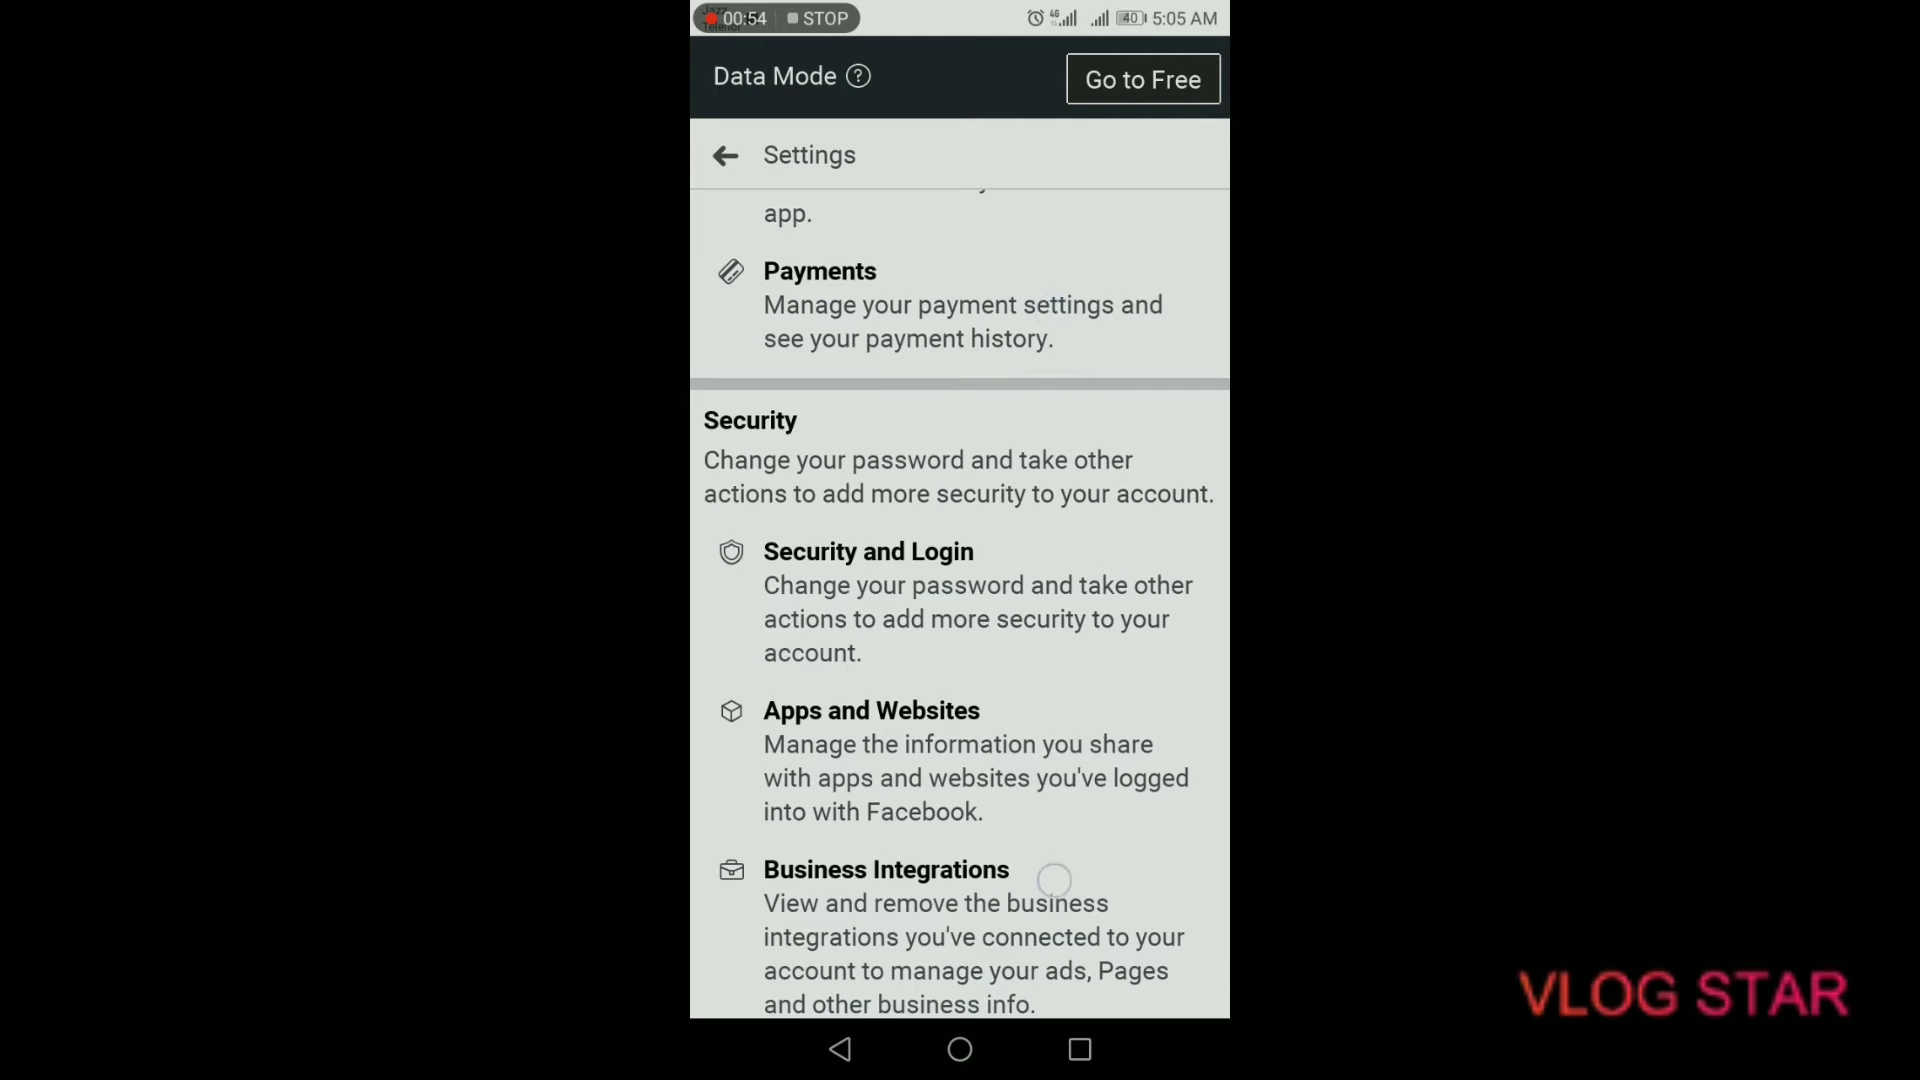 Jazz
Telenor
00:54 STOP
4G 40 5:05 AM
Data Mode ?
Go to Free
Settings
app.
Payments
Manage your payment settings and
see your payment history.
Security
Change your password and take other
actions to add more security to your account.
Security and Login
Change your password and take other
actions to add more security to your
account.
Apps and Websites
Manage the information you share
with apps and websites you've logged
into with Facebook.
Business Integrations
View and remove the business
integrations you've connected to your
account to manage your ads, Pages
and other business info.
VLOG STAR